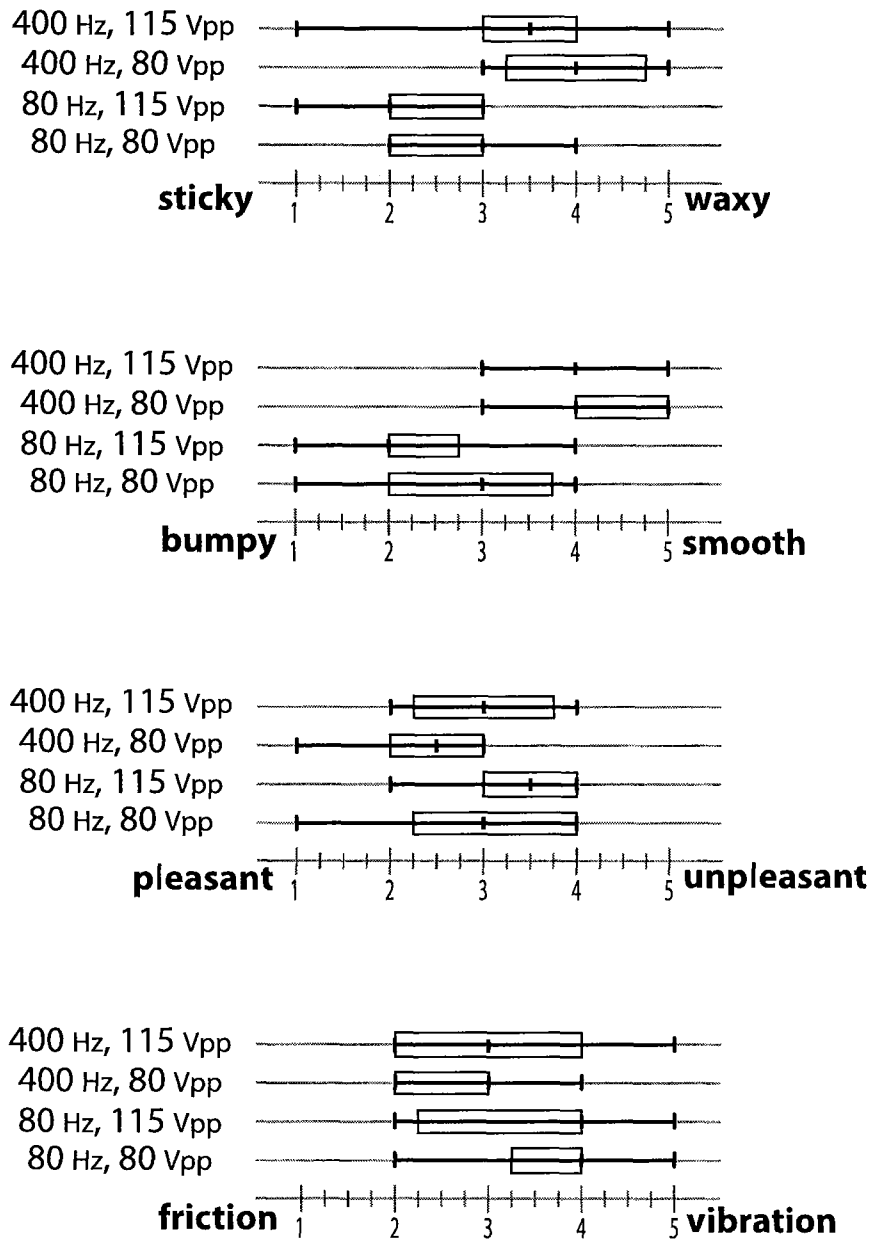 400 Hz, 115 Vpp
400 Hz, 80 Vpp
80 Hz, 115 Vpp
80 Hz, 80 Vpp
sticky 1 2 3 4 5 waxy
400 Hz, 115 Vpp
400 Hz, 80 Vpp
80 Hz, 115 Vpp
80 Hz, 80 Vpp
bumpy 1 2 3 4 5 smooth
400 Hz, 115 Vpp
400 Hz, 80 Vpp
80 Hz, 115 Vpp
80 Hz, 80 Vpp
pleasant 1 2 3 4 5 unpleasant
400 Hz, 115 Vpp
400 Hz, 80 Vpp
80 Hz, 115 Vpp
80 Hz, 80 Vpp
friction 1 2 3 4 5 vibration